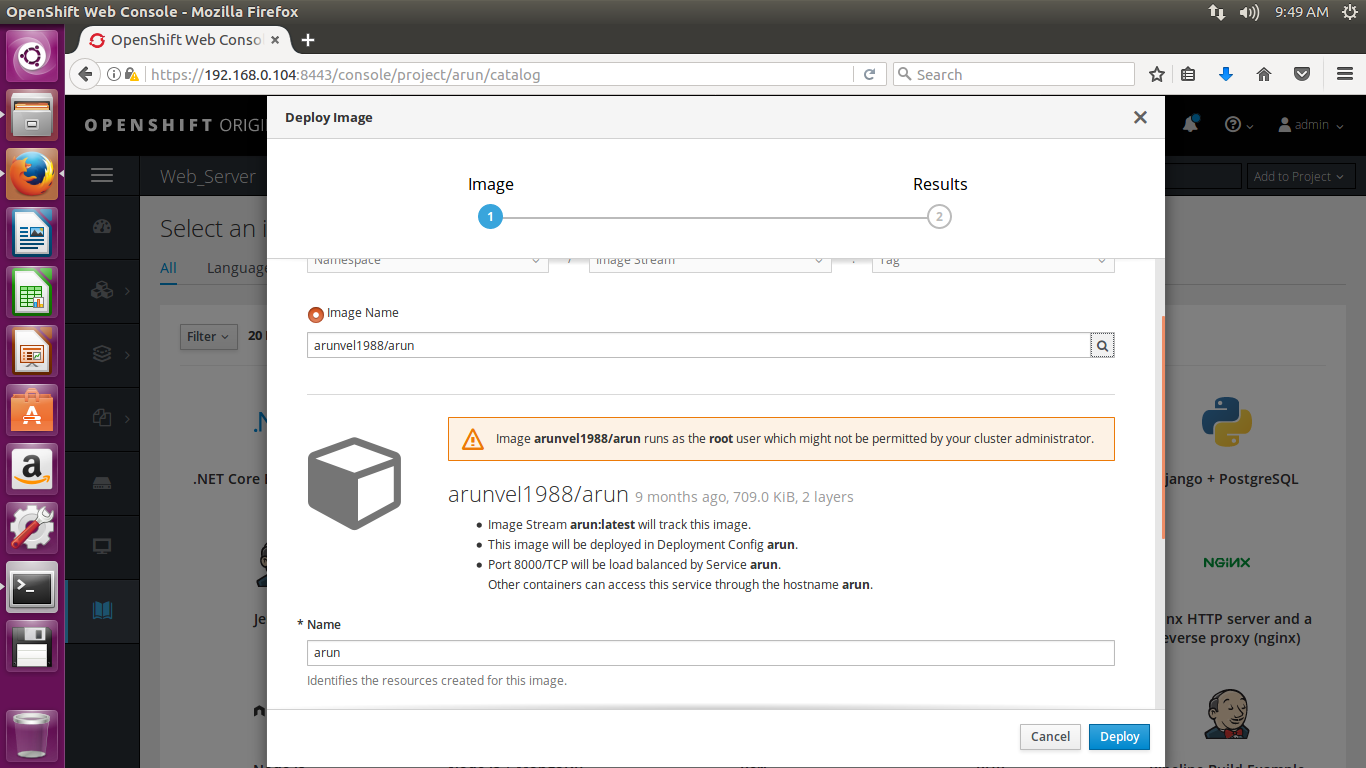 OpenShift Web Console - Mozilla Firefox
9:49 AM
OpenShift Web Conso
https://192.168.0.104:8443/console/project/arun/catalog
Search
OPENSHIFT ORIG
admin
Deploy Image
Web_Server
Add to Project
Image
Results
1
2
Select an i
All
Language
Namespace
/
Image Stream
:
Tag
Filter
20
Image Name
arunvel1988/arun
Image arunvel1988/arun runs as the root user which might not be permitted by your cluster administrator.
.NET Core
jango + PostgreSQL
arunvel1988/arun 9 months ago, 709.0 KiB, 2 layers
Image Stream arun:latest will track this image.
This image will be deployed in Deployment Config arun.
Port 8000/TCP will be load balanced by Service arun.
Other containers can access this service through the hostname arun.
NGINX
Je
nx HTTP server and a
everse proxy (nginx)
* Name
arun
Identifies the resources created for this image.
Cancel
Deploy